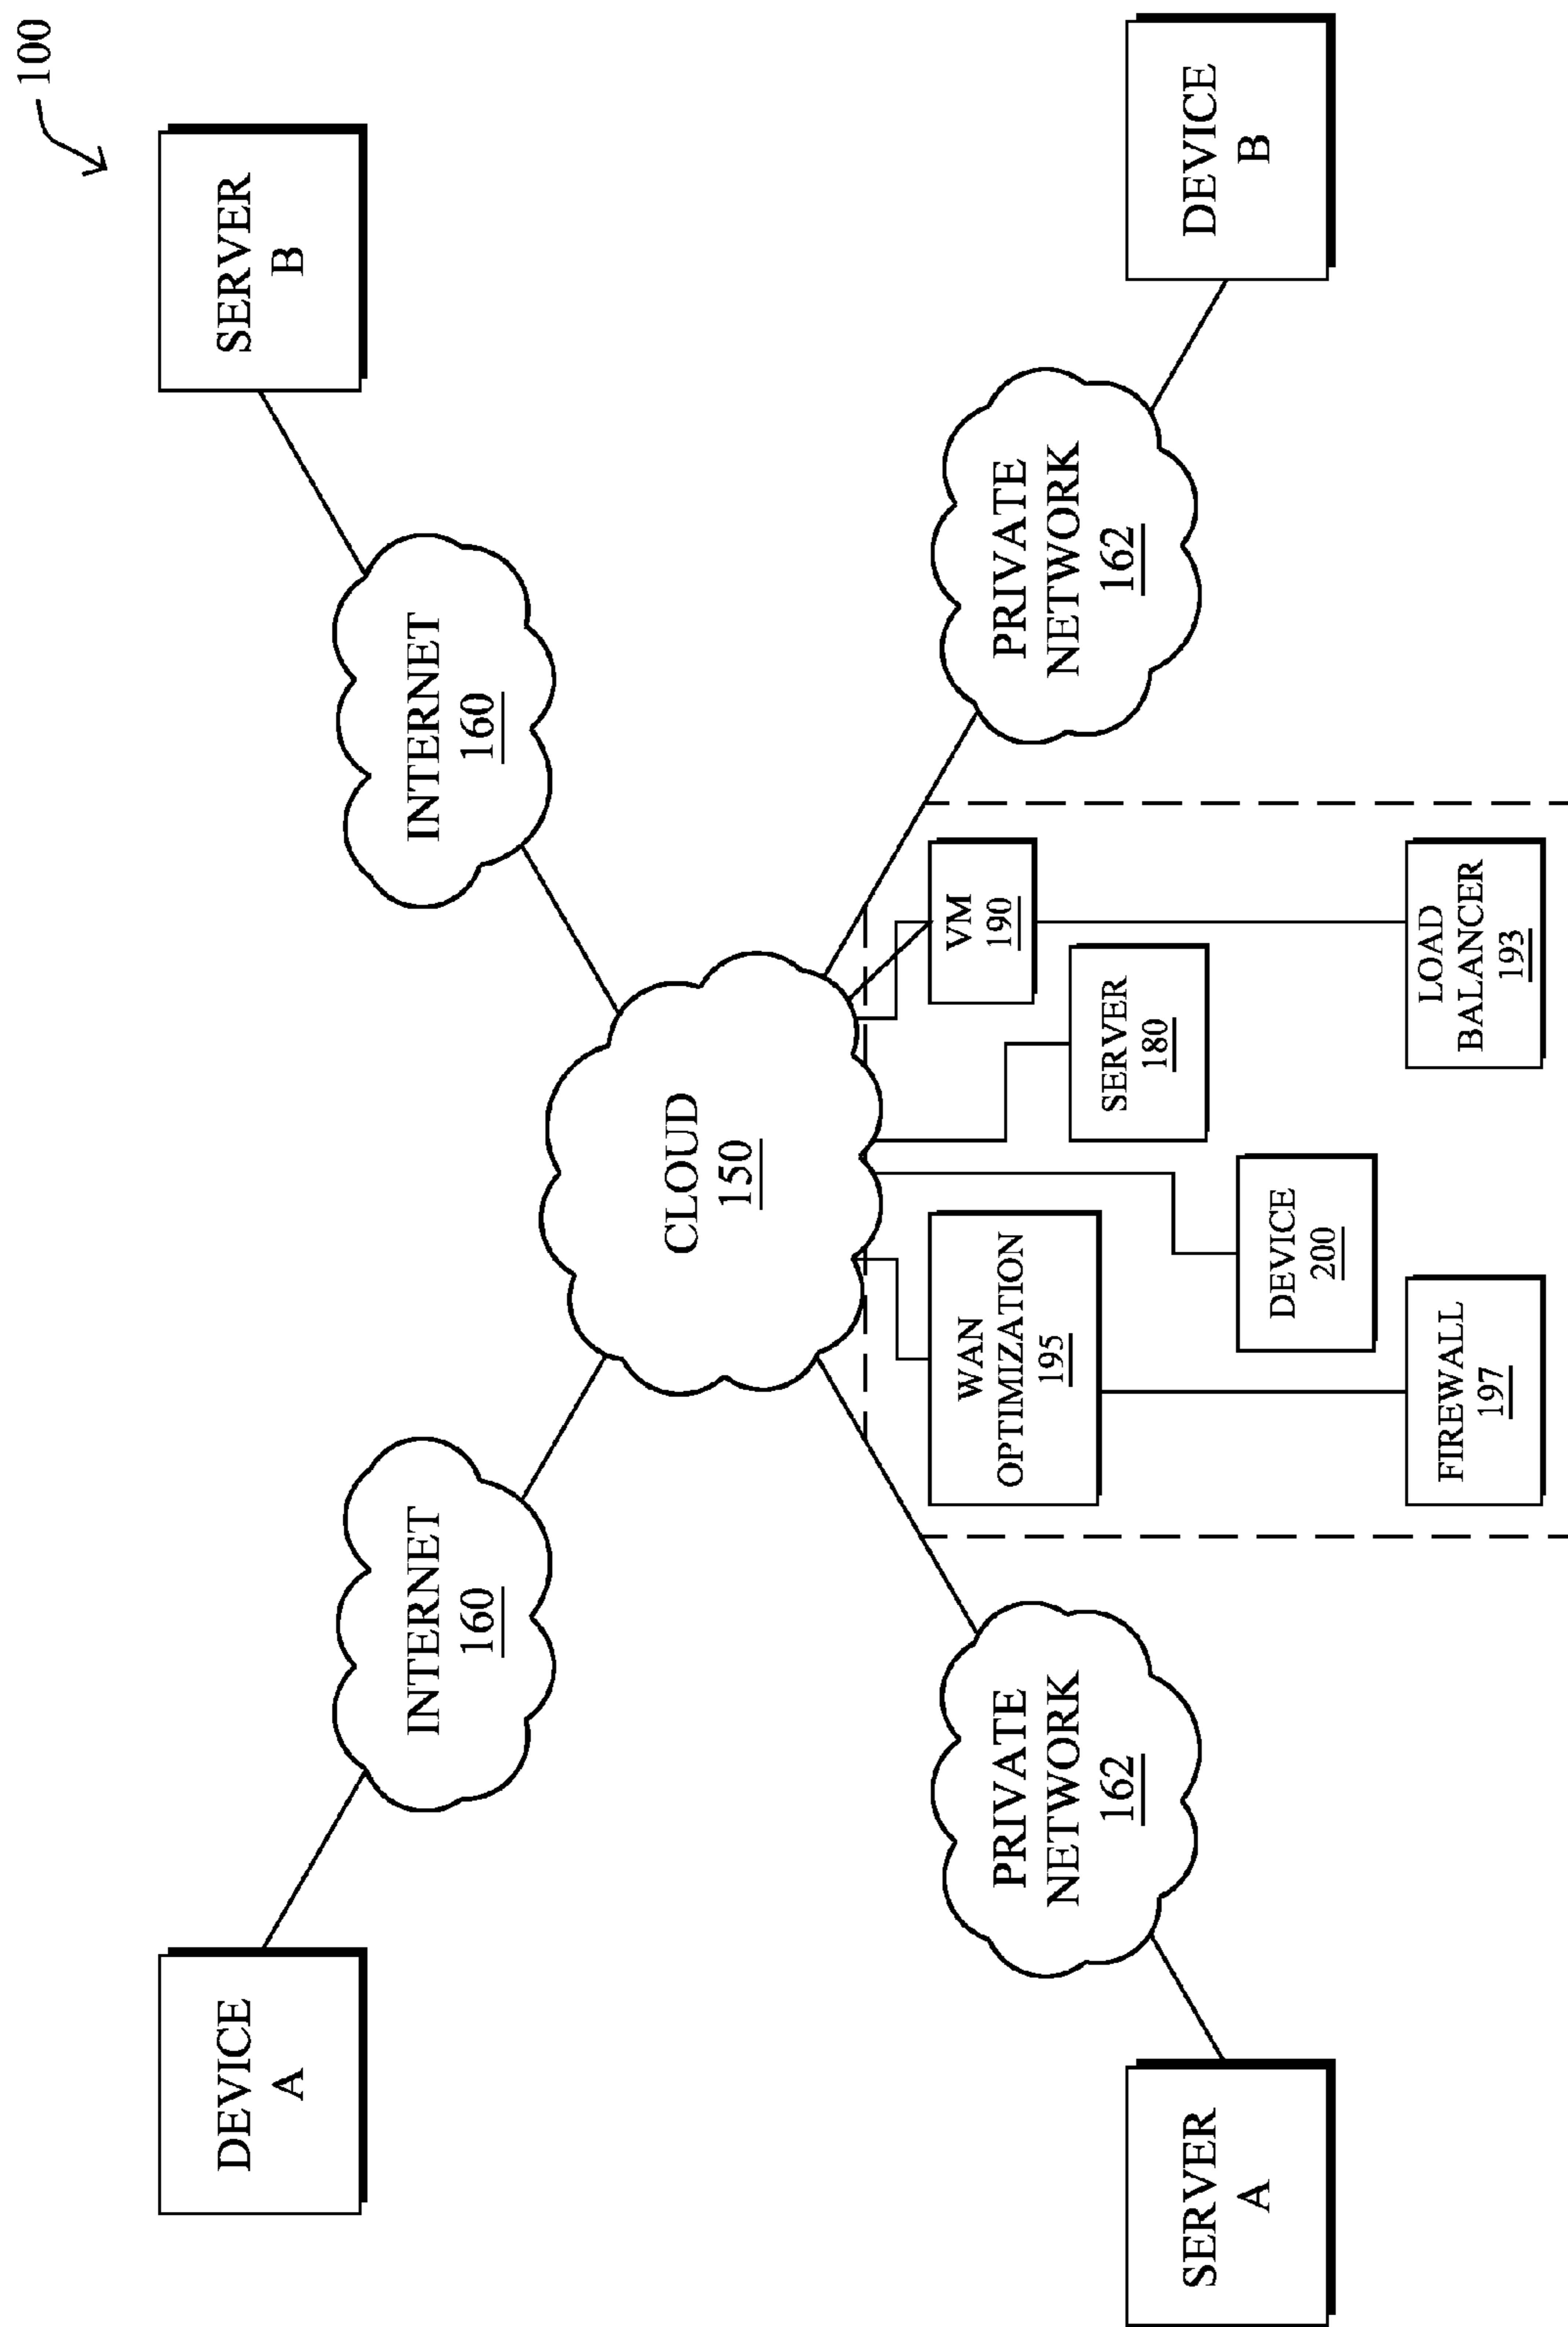 100
DEVICE
A
INTERNET
160
INTERNET
160
SERVER
B
CLOUD
150
SERVER
A
PRIVATE
NETWORK
162
PRIVATE
NETWORK
162
DEVICE
B
WAN
OPTIMIZATION
195
VM
190
SERVER
180
DEVICE
200
FIREWALL
197
LOAD
BALANCER
193